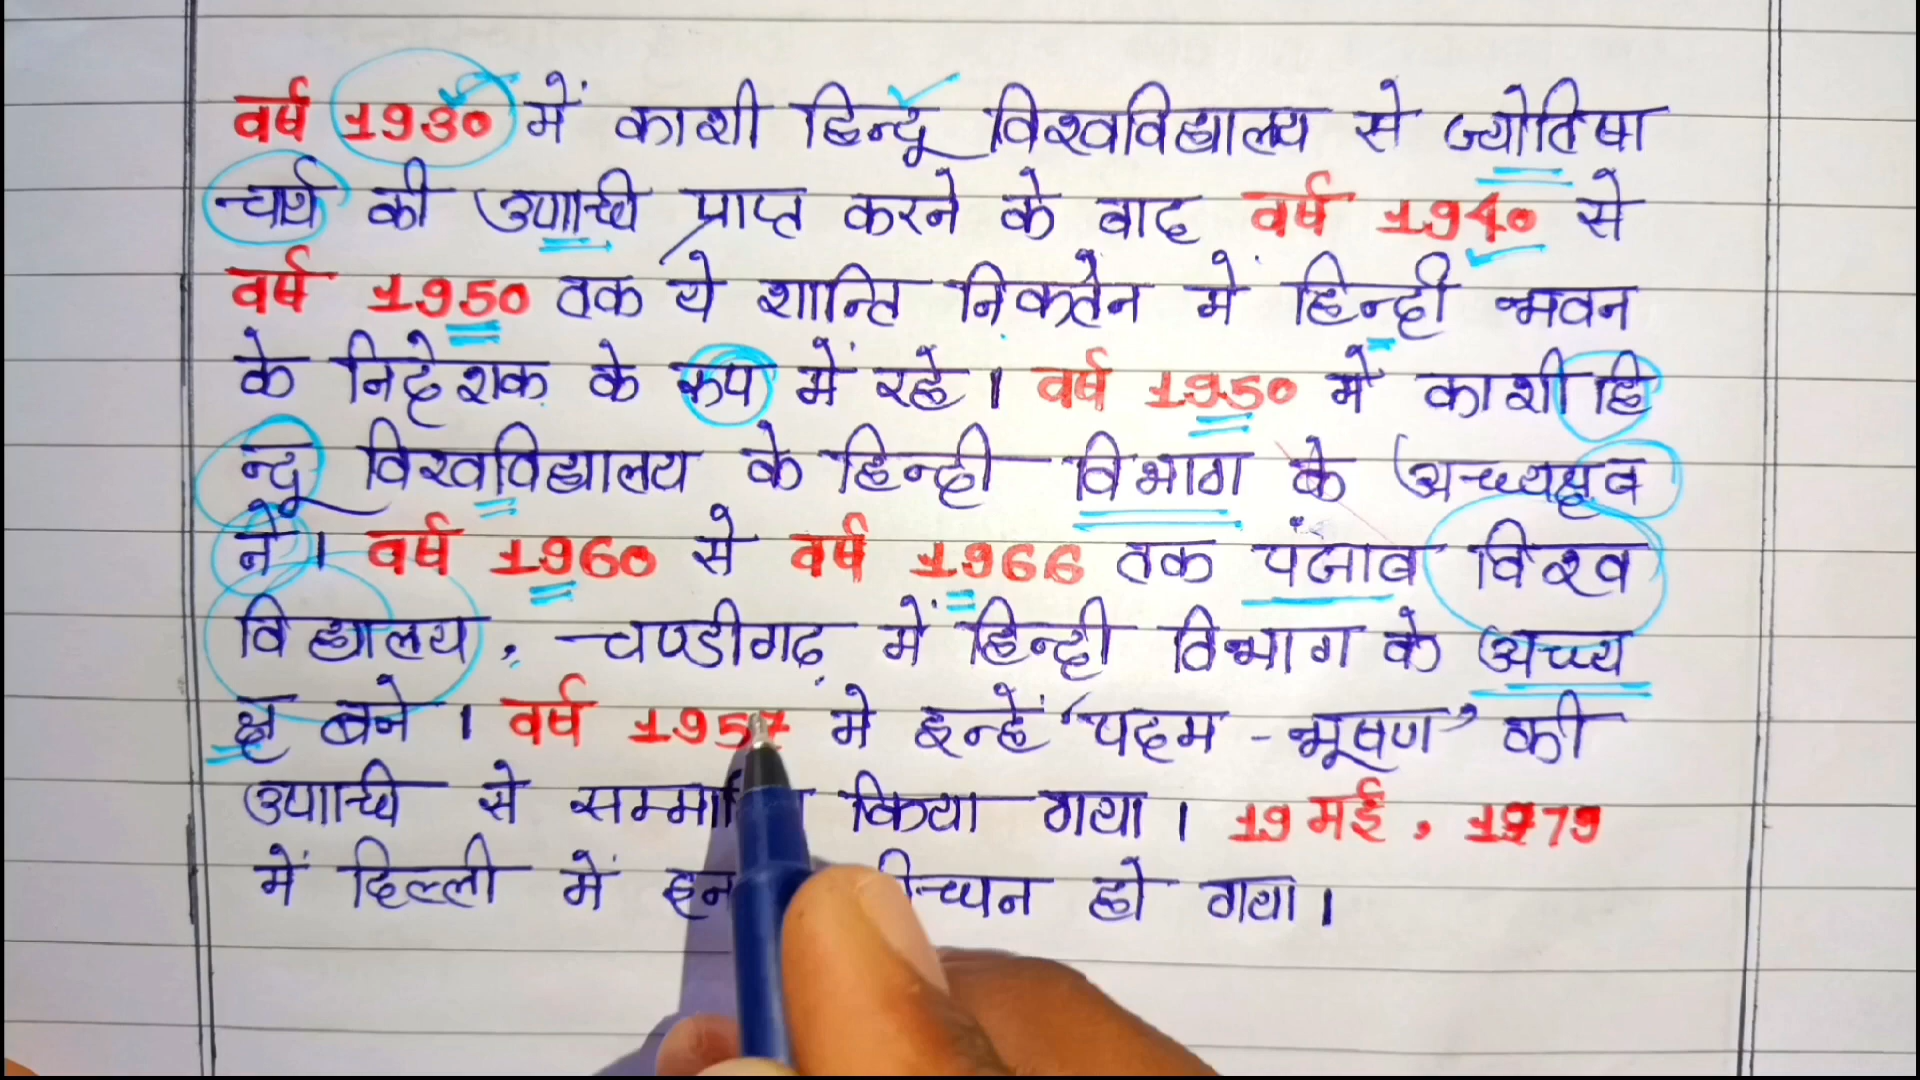 वर्ष 1930 में काशी हिन्दू विश्वविद्यालय से ज्योतिषा
चार्य की उपाधि प्राप्त करने के बाद वर्ष 1940 से
वर्ष 1950 तक ये शान्ति निकेतन में हिन्दी भवन
के निर्देशक के रूप में रहे। वर्ष 1950 में काशी हि
न्दू विश्वविद्यालय के हिन्दी विभाग के अध्यक्ष ब
ने। वर्ष 1960 से वर्ष 1966 तक पंजाब विश्व
विद्यालय, चण्डीगढ़ में हिन्दी विभाग के अध्य
क्ष बने। वर्ष 1957 मे इन्हें 'पदम - भूषण' की
उपाधि से किया गया। 19 मई, 1979
में दिल्ली में हो गया।